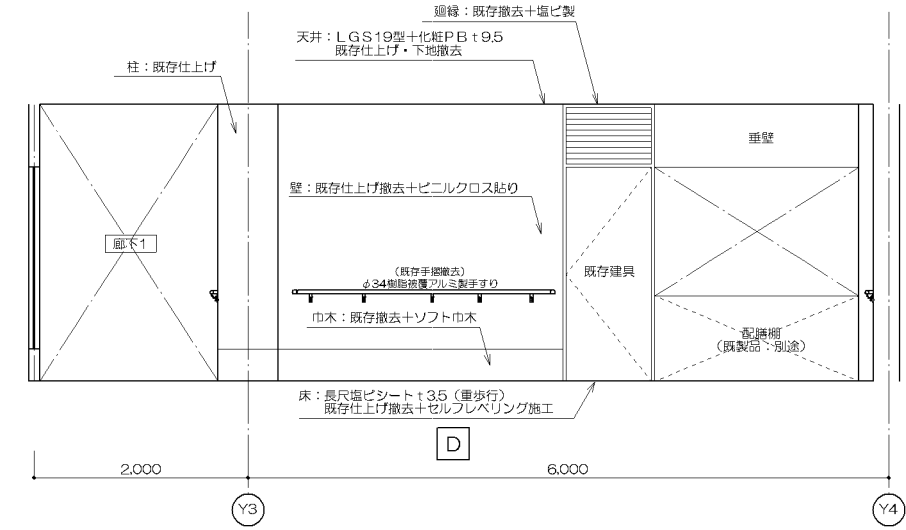 廻縁：既存撤去＋塩ビ製
天井：ＬＧＳ19型＋化粧ＰＢｔ9.5
既存仕上げ・下地撤去
柱：既存仕上げ
垂壁
壁：既存仕上げ撤去＋ビニルクロス貼り
廊下1
（既存手摺撤去）
φ34樹脂被覆アルミ製手すり
既存建具
巾木：既存撤去＋ソフト巾木
配膳棚
（既製品：別途）
床：長尺塩ビシートｔ3.5（重歩行）
既存仕上げ撤去＋セルフレベリング施工
D
2,000
6,000
Y3
Y4